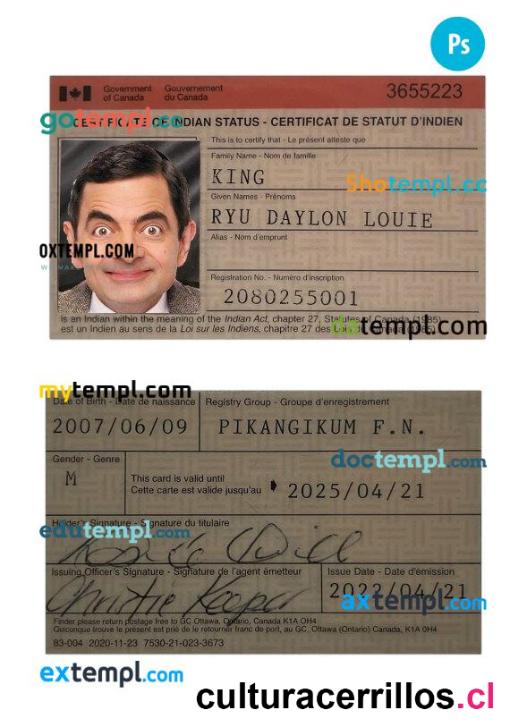 Ps
Government of Canada Gouvernement du Canada 3655223
gotempl.cc
CERTIFICATE OF INDIAN STATUS - CERTIFICAT DE STATUT D'INDIEN
This is to certify that - Le présent atteste que
Family Name - Nom de famille
KING
Shotempl.cc
Given Names - Prénoms
RYU DAYLON LOUIE
Alias - Nom d'emprunt
OXTEMPL.COM
Registration No. - Numéro d'inscription
2080255001
is an Indian within the meaning of the Indian Act, chapter 27, Statutes of Canada (1985)
est un Indien au sens de la Loi sur les Indiens, chapitre 27 des
templ.com
mytempl.com
Date of Birth - Date de naissance Registry Group - Groupe d'enregistrement
2007/06/09 PIKANGIKUM F.N.
Gender - Genre
doctempl.com
M This card is valid until
Cette carte est valide jusqu'au 2025/04/21
Holder's Signature - Signature du titulaire
edutempl.com
Issuing Officer's Signature - Signature de l'agent émetteur Issue Date - Date d'émission
Christie Keeper 2022/04/21
axtempl.com
Finder please return postage free to GC Ottawa, Ontario, Canada K1A 0H4
Quiconque trouve le présent est prié de le retourner franc de port, au GC, Ottawa (Ontario) Canada, K1A 0H4
83-004 2020-11-23 7530-21-023-3673
extempl.com
culturacerrillos.cl